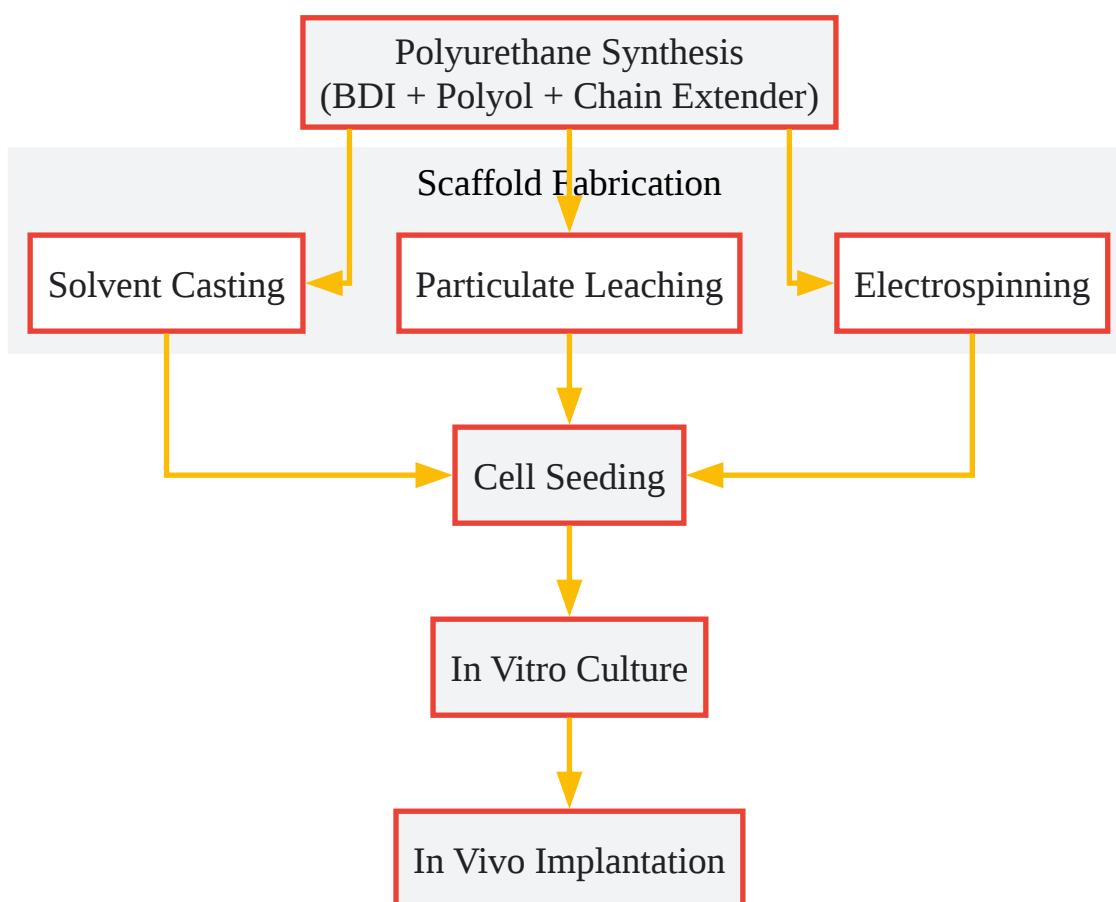 Polyurethane Synthesis
(BDI + Polyol + Chain Extender)
Scaffold Fabrication
Solvent Casting
Particulate Leaching
Electrospinning
Cell Seeding
In Vitro Culture
In Vivo Implantation